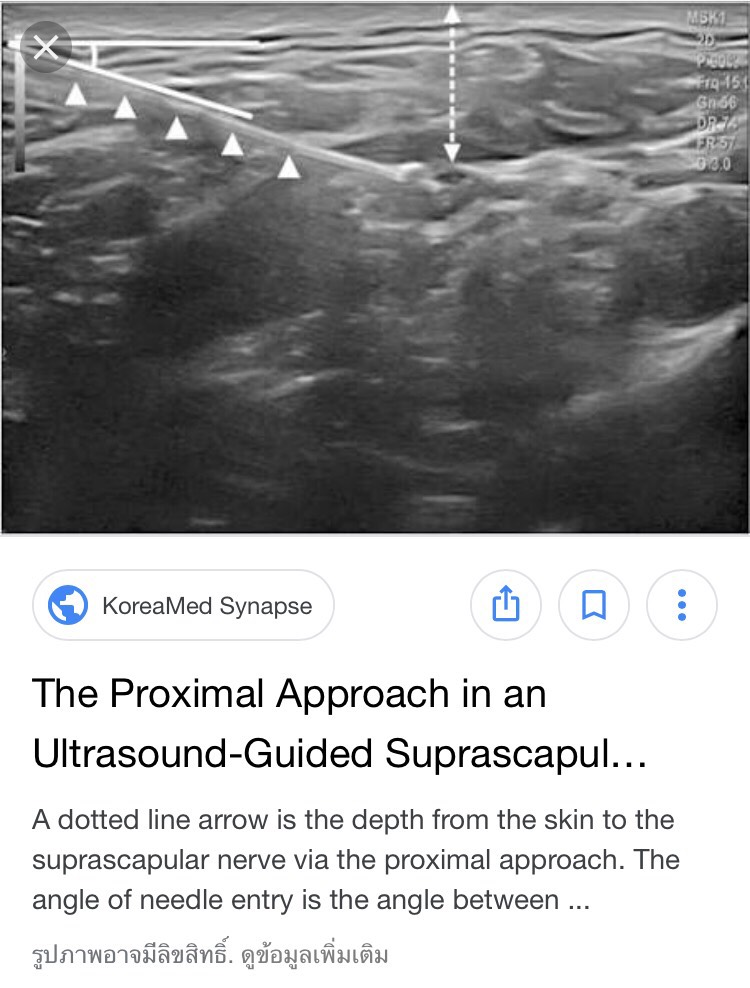 MSK1
2D
Frq 15
Gn 56
DR 74
FR 57
D 3.0
KoreaMed Synapse
The Proximal Approach in an
Ultrasound-Guided Suprascapul...
A dotted line arrow is the depth from the skin to the
suprascapular nerve via the proximal approach. The
angle of needle entry is the angle between ...
รูปภาพอาจมีลิขสิทธิ์. ดูข้อมูลเพิ่มเติม